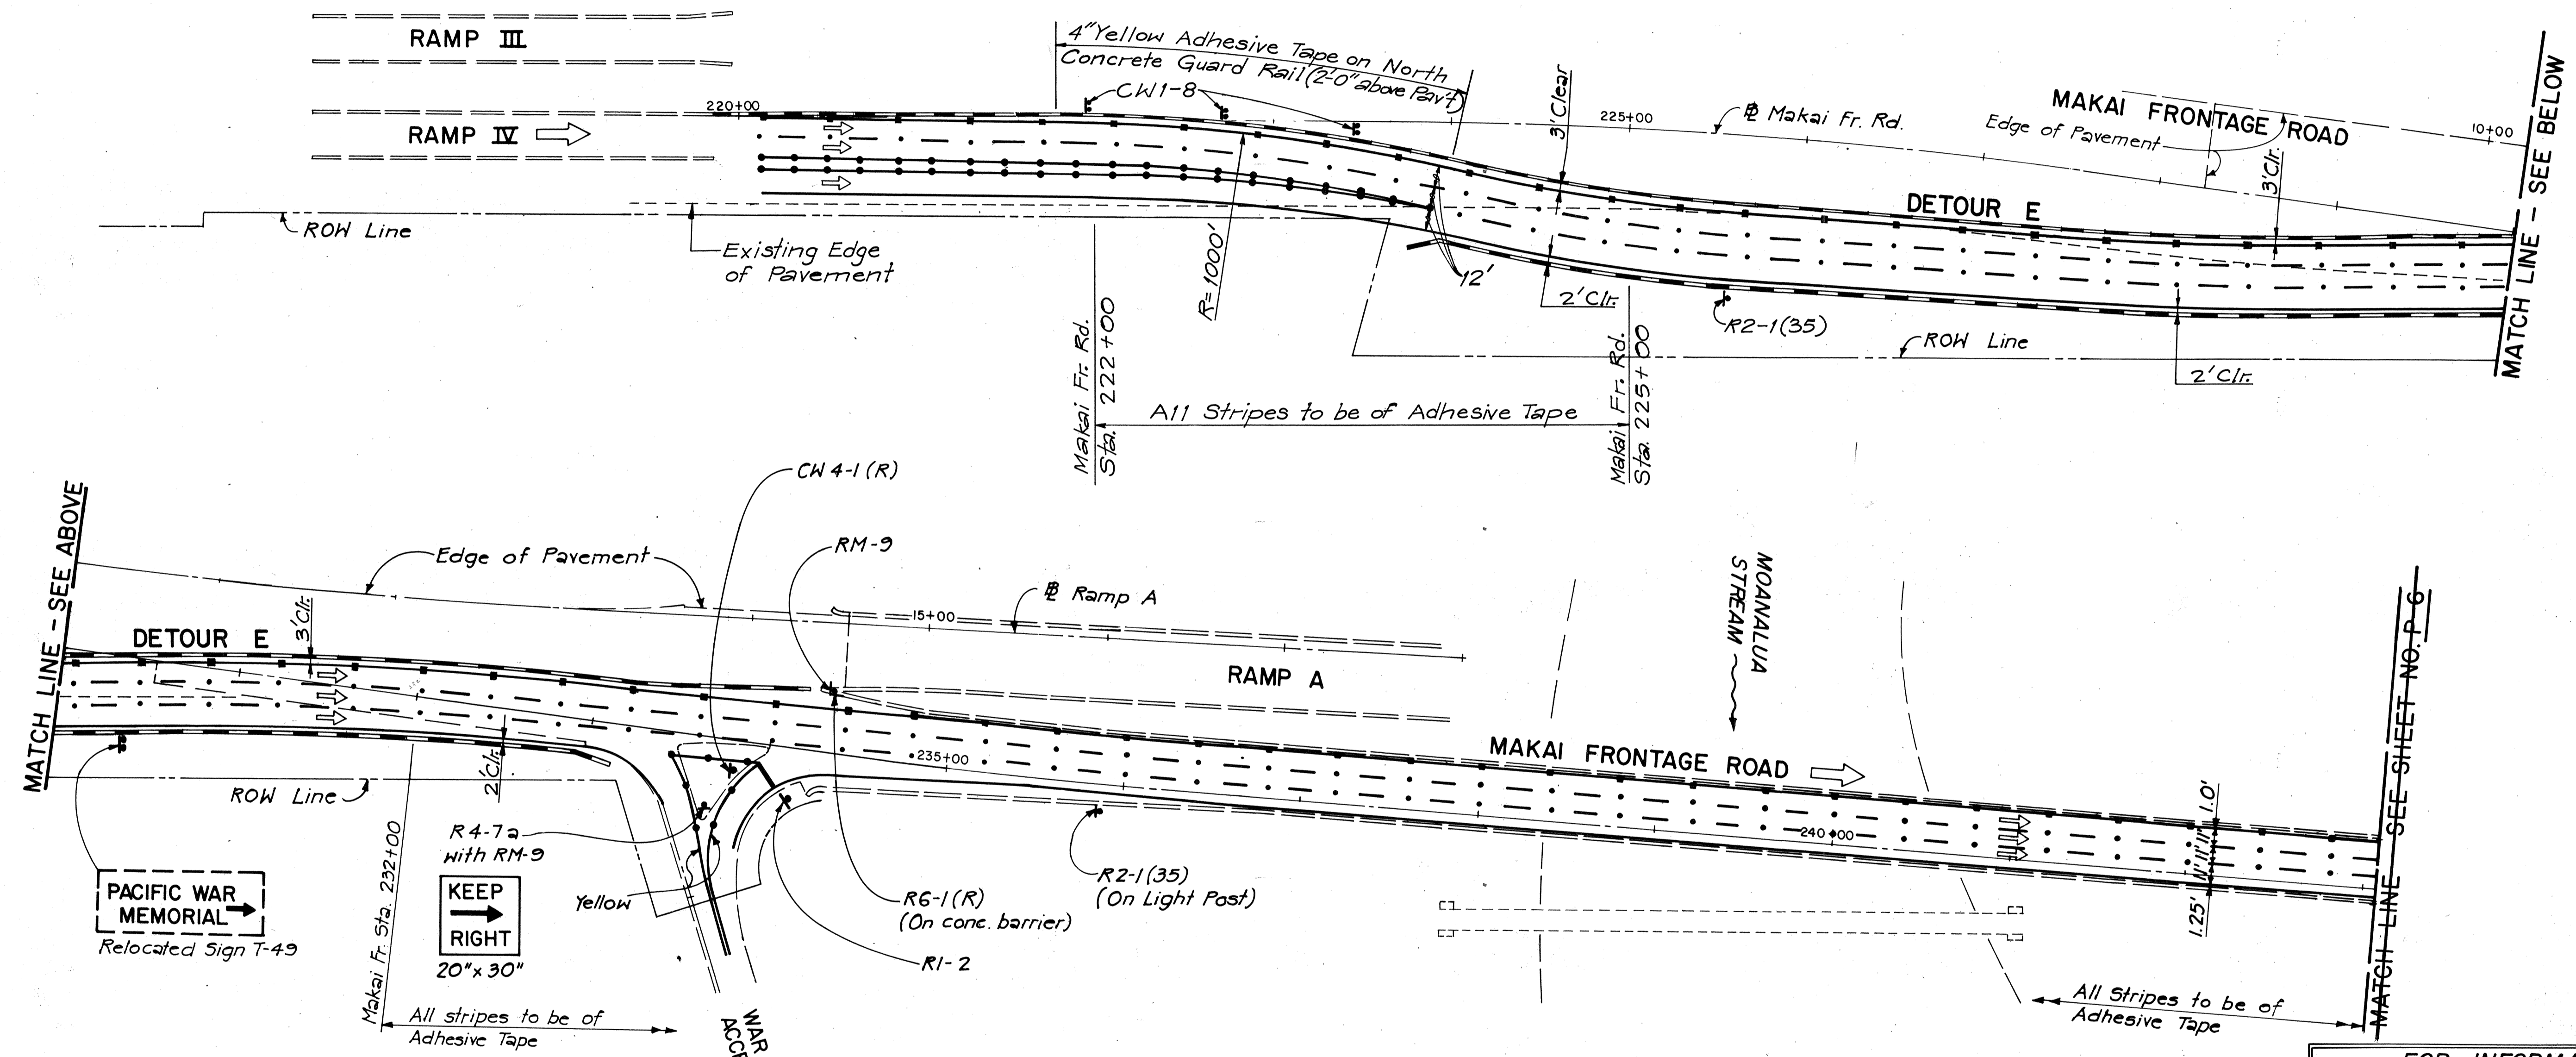 RAMP III
RAMP IV
220+00
4" Yellow Adhesive Tape on North
Concrete Guard Rail (2'-0" above Pav't)
CW1-8
3' Clear
225+00
℄ Makai Fr. Rd.
MAKAI FRONTAGE ROAD
Edge of Pavement
10+00
3' Clr.
MATCH LINE - SEE BELOW
DETOUR E
ROW Line
Existing Edge
of Pavement
R=1000'
12'
2' Clr.
R2-1(35)
ROW Line
2' Clr.
Makai Fr. Rd.
Sta. 222+00
All Stripes to be of Adhesive Tape
Makai Fr. Rd.
Sta. 225+00
MATCH LINE - SEE ABOVE
CW 4-1 (R)
RM-9
Edge of Pavement
℄ Ramp A
15+00
3' Clr.
DETOUR E
RAMP A
MOANALUA
STREAM
MAKAI FRONTAGE ROAD
235+00
240+00
2' Clr.
ROW Line
R4-7a
with RM-9
Yellow
PACIFIC WAR
MEMORIAL
Relocated Sign T-49
Makai Fr. Sta. 232+00
KEEP
RIGHT
20" x 30"
R6-1(R)
(On conc. barrier)
R1-2
R2-1(35)
(On Light Post)
1.0'
11' 11' 11'
1.25'
MATCH LINE SEE SHEET NO. P-6
All stripes to be of
Adhesive Tape
WAR
All Stripes to be of
Adhesive Tape